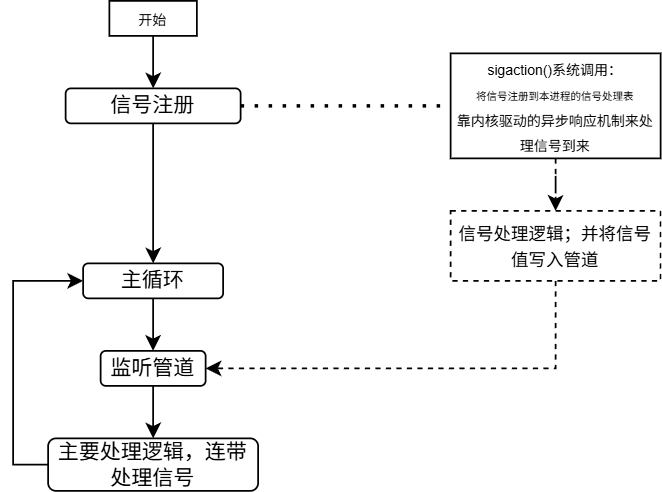 开始
信号注册
sigaction()系统调用：
将信号注册到本进程的信号处理表
靠内核驱动的异步响应机制来处
理信号到来
信号处理逻辑；并将信号
值写入管道
主循环
监听管道
主要处理逻辑，连带
处理信号